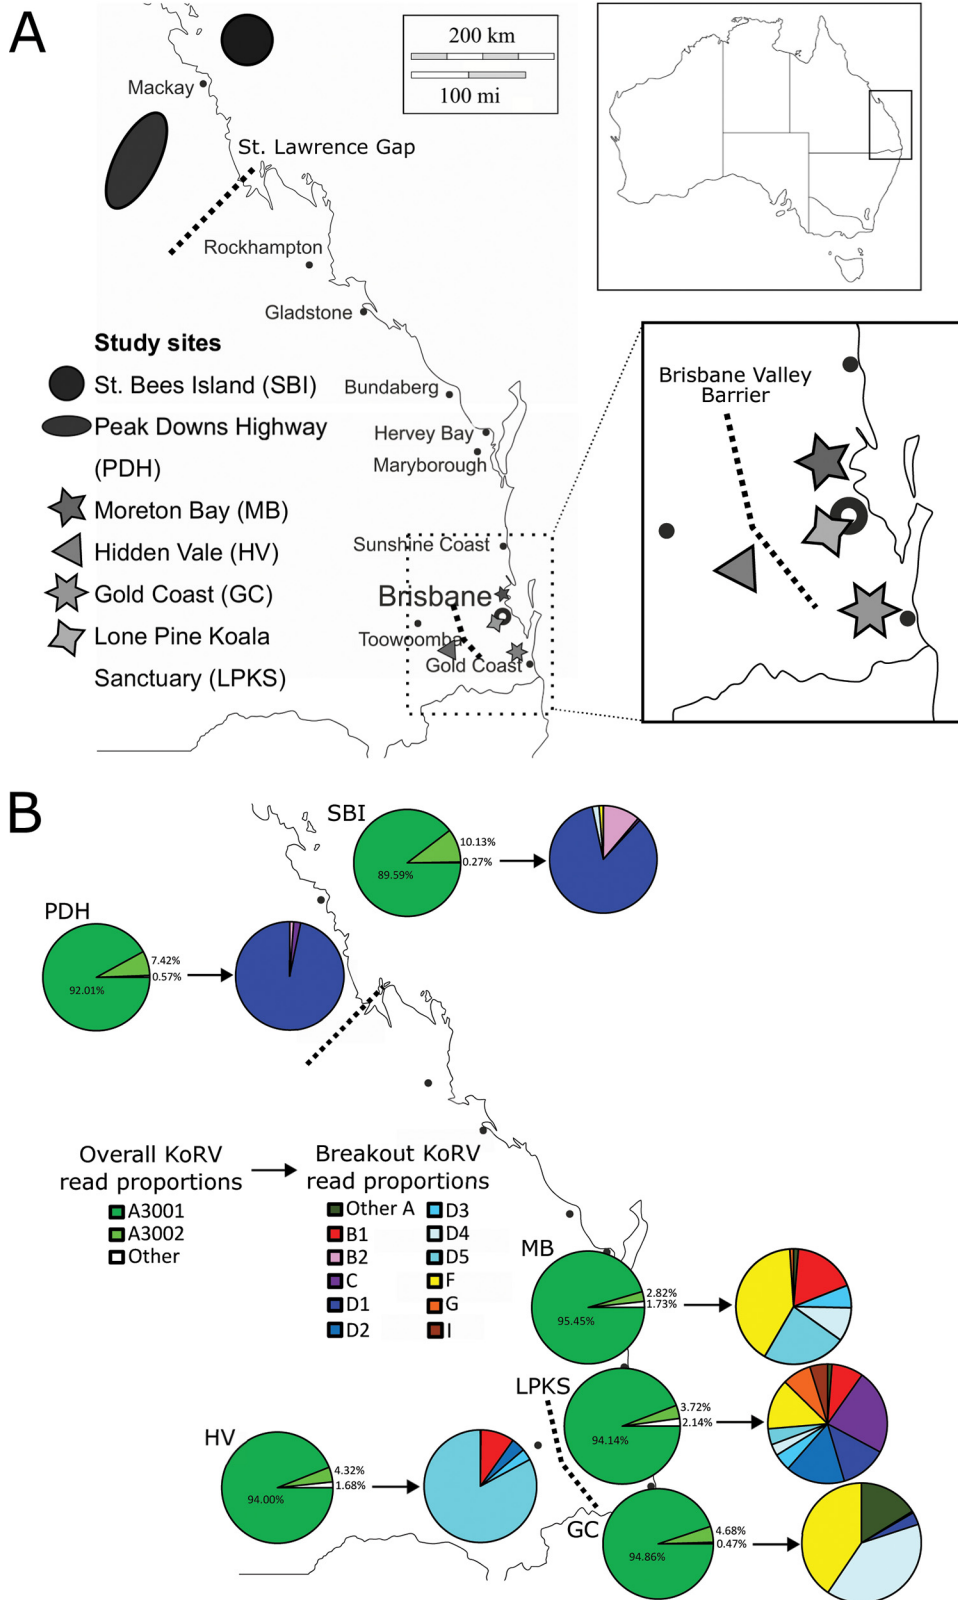 A
200 km
100 mi
Mackay
St. Lawrence Gap
Rockhampton
Gladstone
Study sites
St. Bees Island (SBI)
Peak Downs Highway
(PDH)
Moreton Bay (MB)
Hidden Vale (HV)
Gold Coast (GC)
Lone Pine Koala
Sanctuary (LPKS)
Bundaberg
Hervey Bay
Maryborough
Sunshine Coast
Brisbane
Toowoomba
Gold Coast
Brisbane Valley
Barrier
B
SBI
10.13%
0.27%
89.59%
PDH
7.42%
0.57%
92.01%
Overall KoRV
read proportions
A3001
A3002
Other
Breakout KoRV
read proportions
Other A
B1
B2
C
D1
D2
D3
D4
D5
F
G
I
MB
2.82%
1.73%
95.45%
LPKS
3.72%
2.14%
94.14%
HV
4.32%
1.68%
94.00%
GC
4.68%
0.47%
94.86%